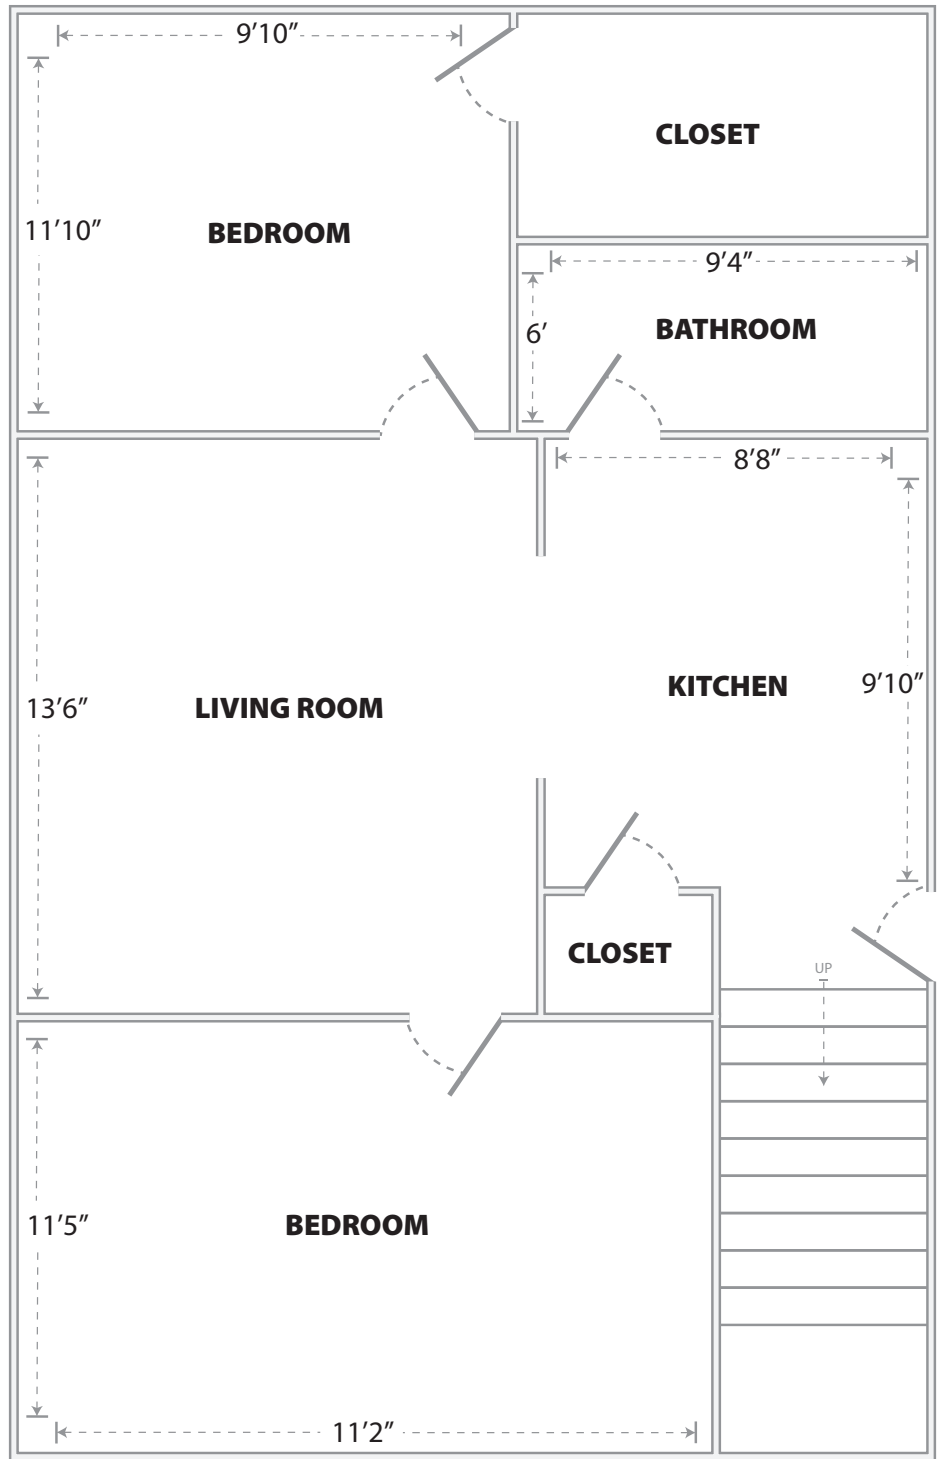 9’10”
CLOSET
11’10”
BEDROOM
9’4”
6’
BATHROOM
8’8”
13’6”
LIVING ROOM
KITCHEN
9’10”
CLOSET
UP
11’5”
BEDROOM
11’2”